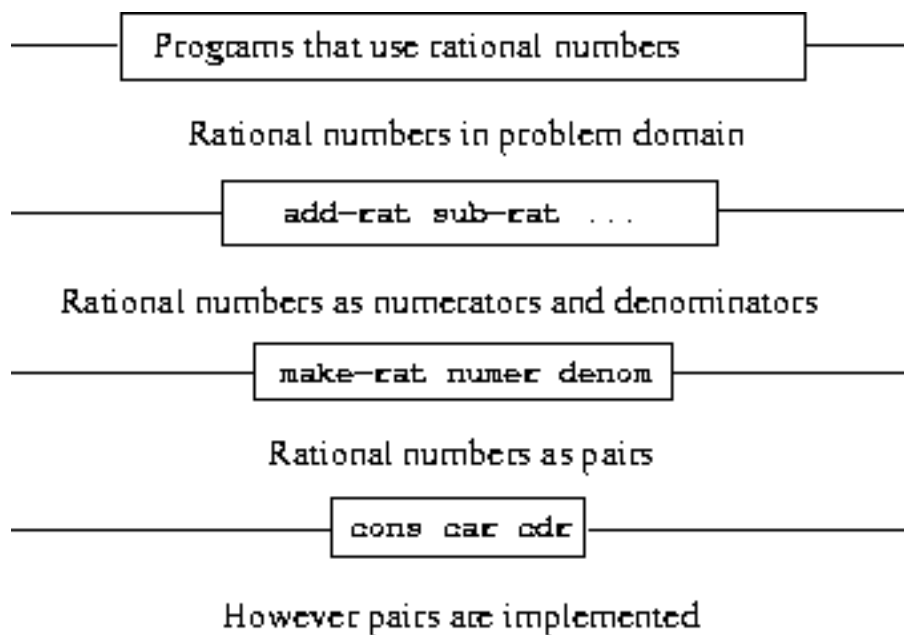 Programs that use rational numbers
Rational numbers in problem domain
add-rat sub-rat ...
Rational numbers as numerators and denominators
make-rat numer denom
Rational numbers as pairs
cons car cdr
However pairs are implemented